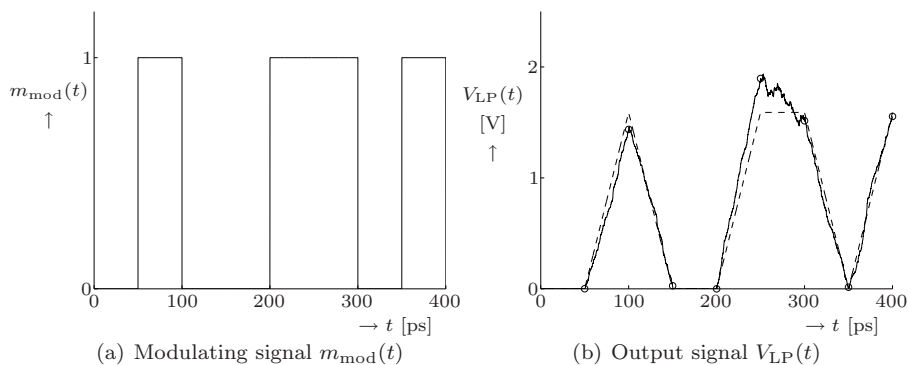 1
m_mod(t)
↑
0
0 100 200 300 400
→ t [ps]
(a) Modulating signal m_mod(t)
2
V_LP(t)
[V]
↑
1
0
0 100 200 300 400
→ t [ps]
(b) Output signal V_LP(t)